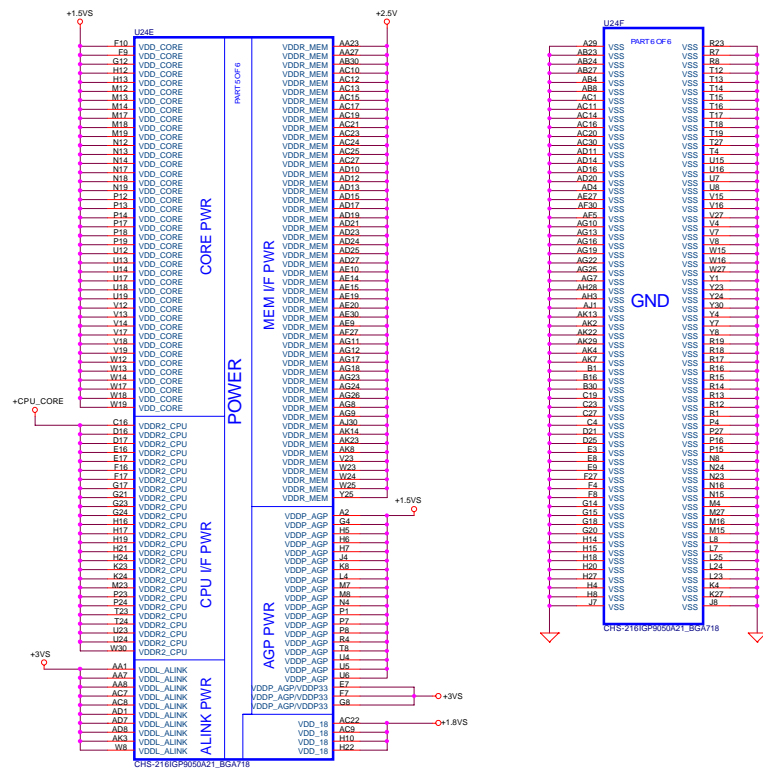 +1.5VS
+2.5V
U24E
PART 5 OF 6
F10 VDD_CORE
F9 VDD_CORE
G12 VDD_CORE
H12 VDD_CORE
H13 VDD_CORE
M12 VDD_CORE
M13 VDD_CORE
M14 VDD_CORE
M17 VDD_CORE
M18 VDD_CORE
M19 VDD_CORE
N12 VDD_CORE
N13 VDD_CORE
N14 VDD_CORE
N17 VDD_CORE
N18 VDD_CORE
N19 VDD_CORE
P12 VDD_CORE
P13 VDD_CORE
P14 VDD_CORE
P17 VDD_CORE
P18 VDD_CORE
P19 VDD_CORE
U12 VDD_CORE
U13 VDD_CORE
U14 VDD_CORE
U17 VDD_CORE
U18 VDD_CORE
U19 VDD_CORE
V12 VDD_CORE
V13 VDD_CORE
V14 VDD_CORE
V17 VDD_CORE
V18 VDD_CORE
V19 VDD_CORE
W12 VDD_CORE
W13 VDD_CORE
W14 VDD_CORE
W17 VDD_CORE
W18 VDD_CORE
W19 VDD_CORE
CORE PWR
+CPU_CORE
C16 VDDR2_CPU
D16 VDDR2_CPU
D17 VDDR2_CPU
E16 VDDR2_CPU
E17 VDDR2_CPU
F16 VDDR2_CPU
F17 VDDR2_CPU
G17 VDDR2_CPU
G21 VDDR2_CPU
G23 VDDR2_CPU
G24 VDDR2_CPU
H16 VDDR2_CPU
H17 VDDR2_CPU
H19 VDDR2_CPU
H21 VDDR2_CPU
H24 VDDR2_CPU
K23 VDDR2_CPU
K24 VDDR2_CPU
M23 VDDR2_CPU
P23 VDDR2_CPU
P24 VDDR2_CPU
T23 VDDR2_CPU
T24 VDDR2_CPU
U23 VDDR2_CPU
U24 VDDR2_CPU
W30 VDDR2_CPU
CPU I/F PWR
+3VS
AA1 VDDL_ALINK
AA7 VDDL_ALINK
AA8 VDDL_ALINK
AC7 VDDL_ALINK
AC8 VDDL_ALINK
AD1 VDDL_ALINK
AD7 VDDL_ALINK
AD8 VDDL_ALINK
AK3 VDDL_ALINK
W8 VDDL_ALINK
ALINK PWR
POWER
VDDR_MEM AA23
VDDR_MEM AA27
VDDR_MEM AB30
VDDR_MEM AC10
VDDR_MEM AC12
VDDR_MEM AC13
VDDR_MEM AC15
VDDR_MEM AC17
VDDR_MEM AC19
VDDR_MEM AC21
VDDR_MEM AC23
VDDR_MEM AC24
VDDR_MEM AC25
VDDR_MEM AC27
VDDR_MEM AD10
VDDR_MEM AD12
VDDR_MEM AD13
VDDR_MEM AD15
VDDR_MEM AD17
VDDR_MEM AD19
VDDR_MEM AD21
VDDR_MEM AD23
VDDR_MEM AD24
VDDR_MEM AD25
VDDR_MEM AD27
VDDR_MEM AE10
VDDR_MEM AE14
VDDR_MEM AE15
VDDR_MEM AE19
VDDR_MEM AE20
VDDR_MEM AE30
VDDR_MEM AE9
VDDR_MEM AF27
VDDR_MEM AG11
VDDR_MEM AG12
VDDR_MEM AG17
VDDR_MEM AG18
VDDR_MEM AG23
VDDR_MEM AG24
VDDR_MEM AG26
VDDR_MEM AG8
VDDR_MEM AG9
VDDR_MEM AJ30
VDDR_MEM AK14
VDDR_MEM AK23
VDDR_MEM AK8
VDDR_MEM V23
VDDR_MEM W23
VDDR_MEM W24
VDDR_MEM W25
VDDR_MEM Y25
MEM I/F PWR
+1.5VS
VDDP_AGP A2
VDDP_AGP G4
VDDP_AGP H5
VDDP_AGP H6
VDDP_AGP H7
VDDP_AGP J4
VDDP_AGP K8
VDDP_AGP L4
VDDP_AGP M7
VDDP_AGP M8
VDDP_AGP N4
VDDP_AGP P1
VDDP_AGP P7
VDDP_AGP P8
VDDP_AGP R4
VDDP_AGP T8
VDDP_AGP U4
VDDP_AGP U5
VDDP_AGP U6
VDDP_AGP/VDDP33 E7
VDDP_AGP/VDDP33 F7
VDDP_AGP/VDDP33 G8
AGP PWR
+3VS
VDD_18 AC22
VDD_18 AC9
VDD_18 H10
VDD_18 H22
+1.8VS
CHS-216IGP9050A21_BGA718
U24F
PART 6 OF 6
A29 VSS VSS R23
AB23 VSS VSS R7
AB24 VSS VSS R8
AB27 VSS VSS T12
AB4 VSS VSS T13
AB8 VSS VSS T14
AC1 VSS VSS T15
AC11 VSS VSS T16
AC14 VSS VSS T17
AC16 VSS VSS T18
AC20 VSS VSS T19
AC30 VSS VSS T27
AD11 VSS VSS T4
AD14 VSS VSS U15
AD16 VSS VSS U16
AD20 VSS VSS U7
AD4 VSS VSS U8
AE27 VSS VSS V15
AF30 VSS VSS V16
AF5 VSS VSS V27
AG10 VSS VSS V4
AG13 VSS VSS V7
AG16 VSS VSS V8
AG19 VSS VSS W15
AG22 VSS VSS W16
AG25 VSS VSS W27
AG7 VSS VSS Y1
AH28 VSS VSS Y23
AH3 VSS VSS Y24
AJ1 VSS VSS Y30
AK13 VSS VSS Y4
AK2 VSS VSS Y7
AK22 VSS VSS Y8
AK29 VSS VSS R19
AK4 VSS VSS R18
AK7 VSS VSS R17
B1 VSS VSS R16
B16 VSS VSS R15
B30 VSS VSS R14
C19 VSS VSS R13
C23 VSS VSS R12
C27 VSS VSS R1
C4 VSS VSS P4
D21 VSS VSS P27
D25 VSS VSS P16
E3 VSS VSS P15
E8 VSS VSS N8
E9 VSS VSS N24
F27 VSS VSS N23
F4 VSS VSS N16
F8 VSS VSS N15
G14 VSS VSS M4
G15 VSS VSS M27
G18 VSS VSS M16
G20 VSS VSS M15
H14 VSS VSS L8
H15 VSS VSS L7
H18 VSS VSS L25
H20 VSS VSS L24
H27 VSS VSS L23
H4 VSS VSS K4
H8 VSS VSS K27
J7 VSS VSS J8
GND
CHS-216IGP9050A21_BGA718